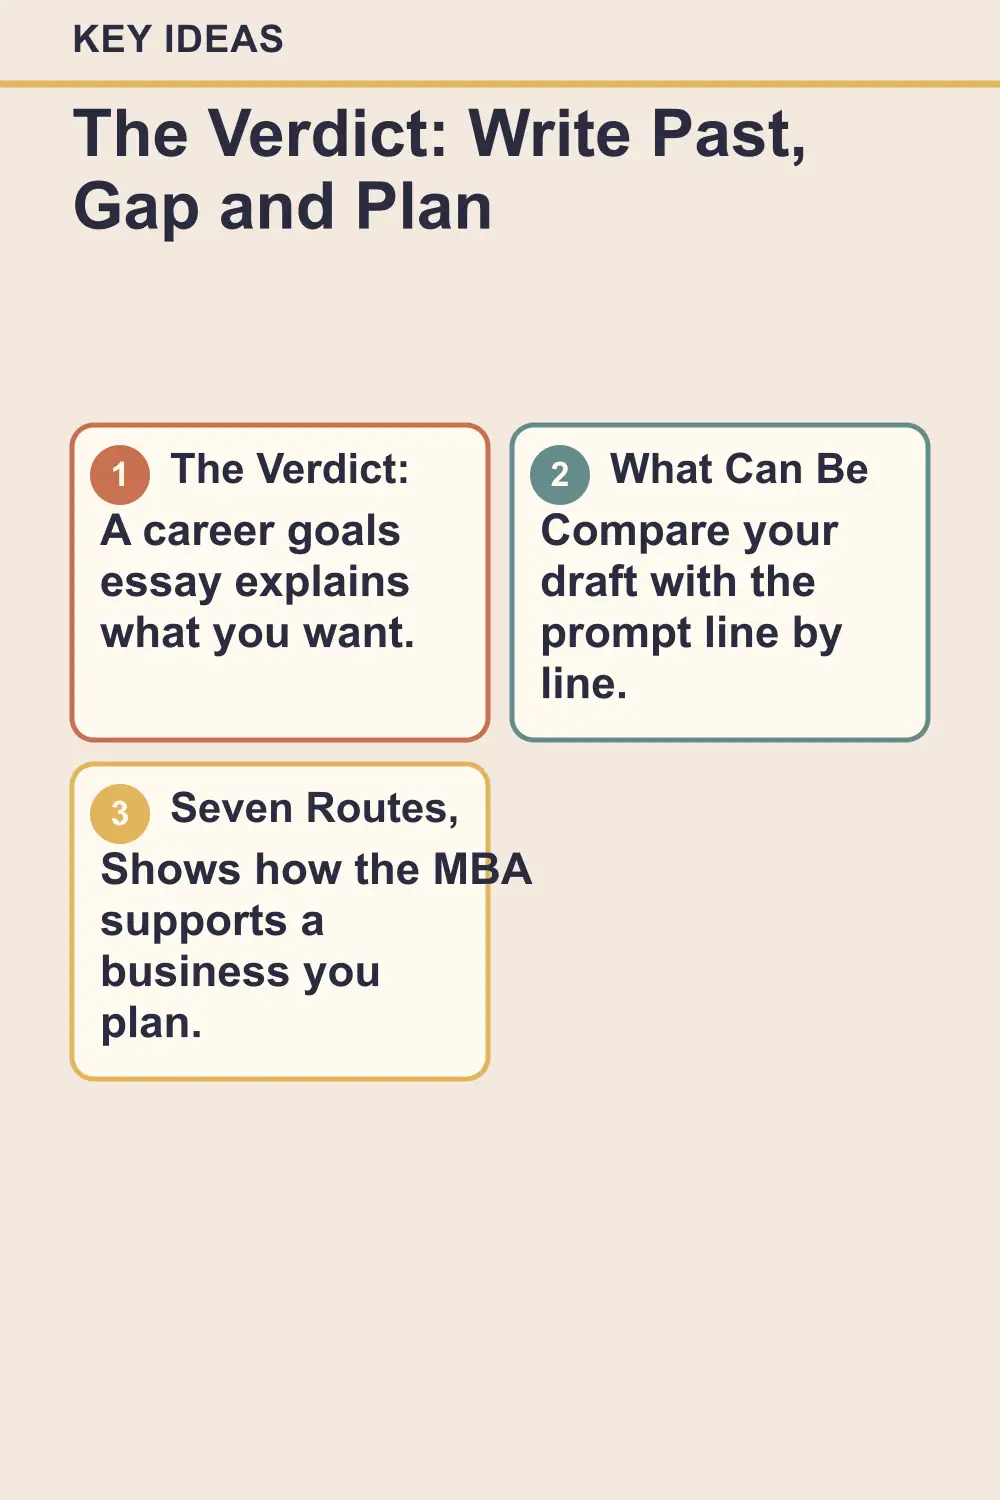 KEY IDEAS
The Verdict: Write Past,
Gap and Plan
1 The Verdict:
A career goals
essay explains
what you want.
2 What Can Be
Compare your
draft with the
prompt line by
line.
3 Seven Routes,
Shows how the MBA
supports a
business you
plan.